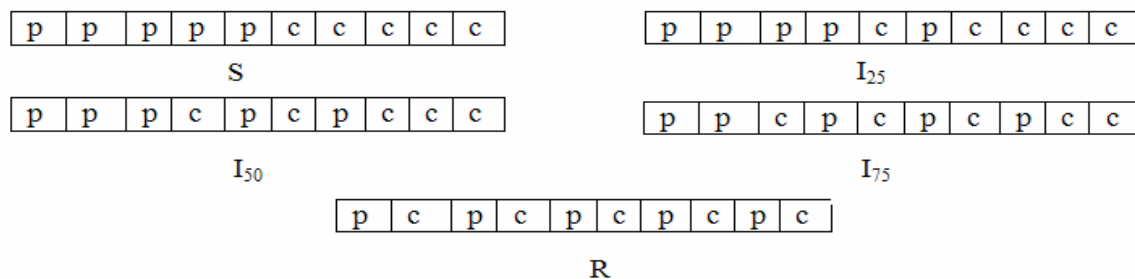 p p p p p c c c c c
S
p p p p c p c c c c
I₂₅
p p p c p c p c c c
I₅₀
p p c p c p c p c c
I₇₅
p c p c p c p c p c
R